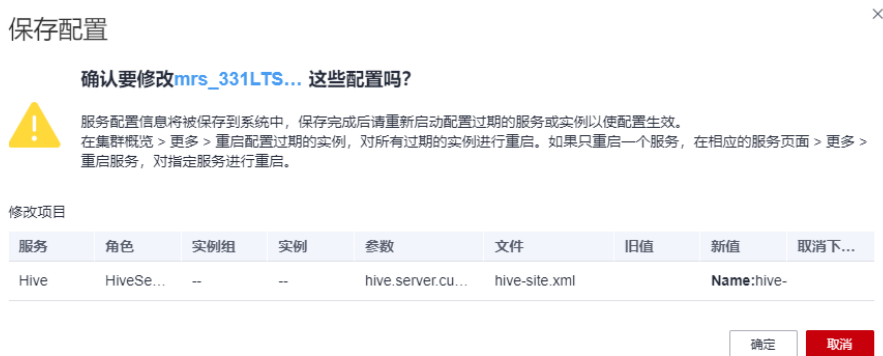 保存配置
确认要修改mrs_331LTS... 这些配置吗？
服务配置信息将被保存到系统中，保存完成后请重新启动配置过期的服务或实例以使配置生效。
在集群概览 > 更多 > 重启配置过期的实例，对所有过期的实例进行重启。如果只重启一个服务，在相应的服务页面 > 更多 >
重启服务，对指定服务进行重启。
修改项目
服务 角色 实例组 实例 参数 文件 旧值 新值 取消下...
Hive HiveSe... -- -- hive.server.cu... hive-site.xml Name:hive-
确定 取消